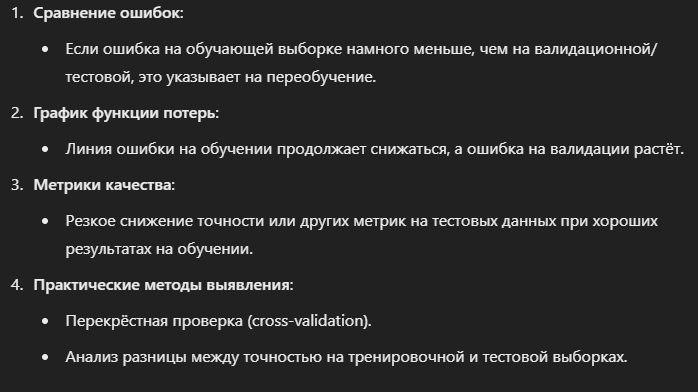 1. Сравнение ошибок:
• Если ошибка на обучающей выборке намного меньше, чем на валидационной/
тестовой, это указывает на переобучение.
2. График функции потерь:
• Линия ошибки на обучении продолжает снижаться, а ошибка на валидации растёт.
3. Метрики качества:
• Резкое снижение точности или других метрик на тестовых данных при хороших
результатах на обучении.
4. Практические методы выявления:
• Перекрёстная проверка (cross-validation).
• Анализ разницы между точностью на тренировочной и тестовой выборках.